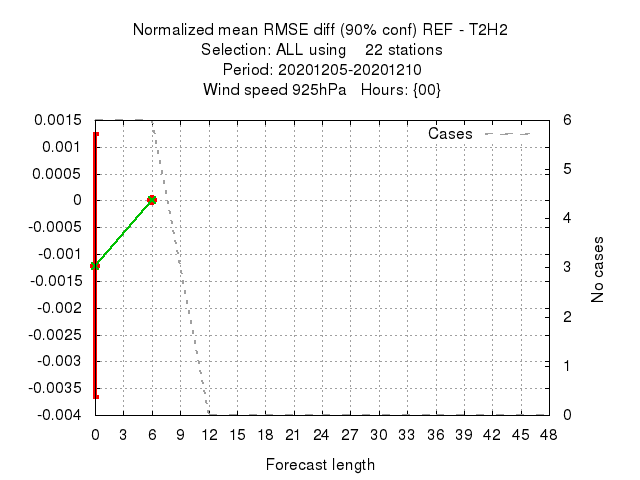 Normalized mean RMSE diff (90% conf) REF - T2H2
Selection: ALL using 22 stations
Period: 20201205-20201210
Wind speed 925hPa Hours: {00}
Cases
0.0015
0.001
0.0005
0
-0.0005
-0.001
-0.0015
-0.002
-0.0025
-0.003
-0.0035
-0.004
6
5
4
3
2
1
0
No cases
0 3 6 9 12 15 18 21 24 27 30 33 36 39 42 45 48
Forecast length